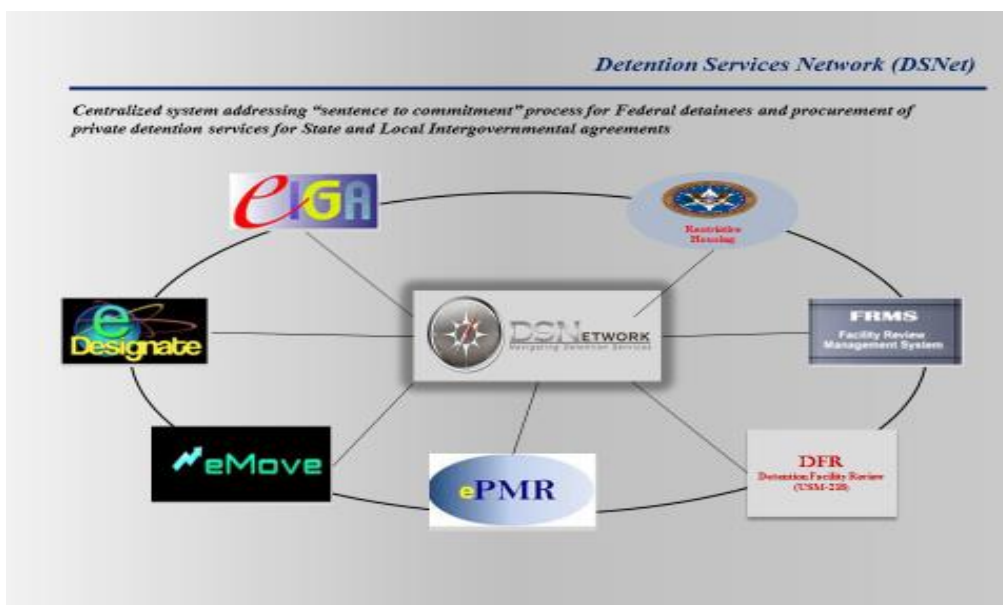 Detention Services Network (DSNet)
Centralized system addressing “sentence to commitment” process for Federal detainees and procurement of
private detention services for State and Local Intergovernmental agreements
eIGA
Restrictive
Housing
e
Designate
DSNETWORK
Navigating Detention Services
FRMS
Facility Review
Management System
eMove
ePMR
DFR
Detention Facility Review
(USM-218)